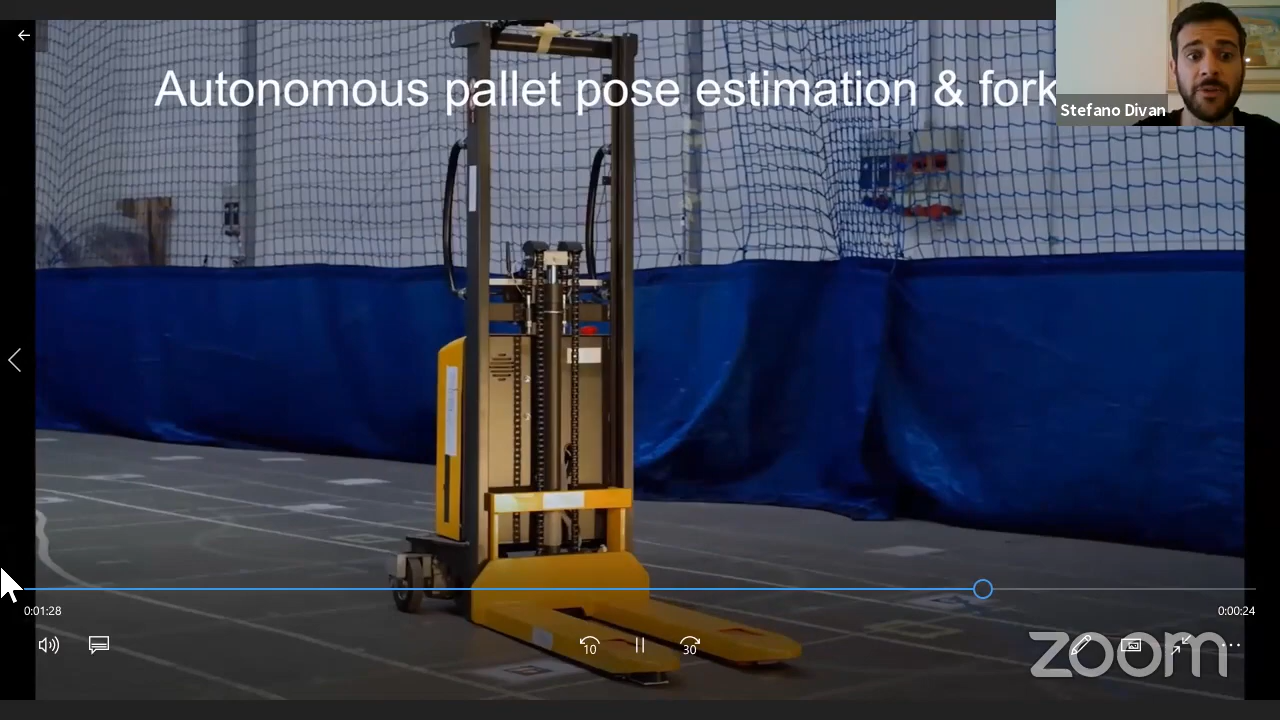 Autonomous pallet pose estimation & fork
Stefano Divan
0:01:28
0:00:24
10
30
zoom